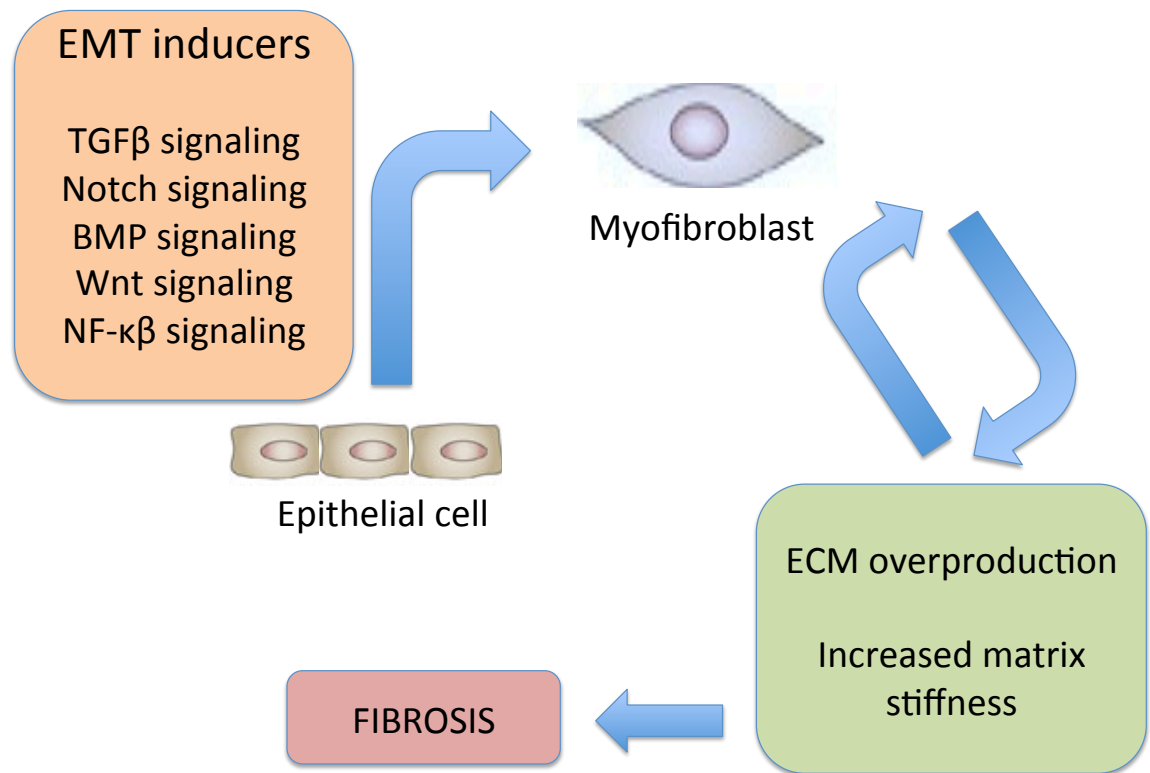 EMT inducers
TGFβ signaling
Notch signaling
BMP signaling
Wnt signaling
NF-κβ signaling
Myofibroblast
Epithelial cell
ECM overproduction
Increased matrix
stiffness
FIBROSIS